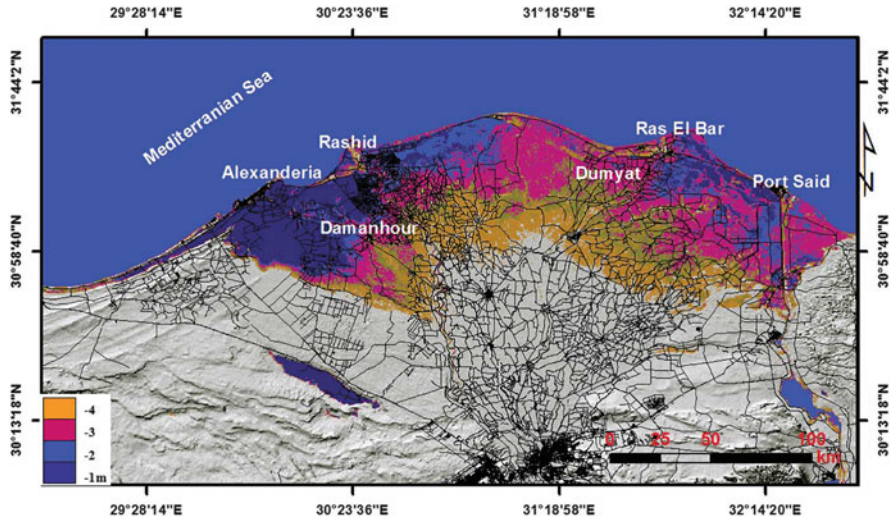 29°28'14"E 30°23'36"E 31°18'58"E 32°14'20"E
31°44'2"N
31°44'2"N
Mediterranian Sea
Rashid
Ras El Bar
Alexanderia
Dumyat
Port Said
Damanhour
N
30°58'40"N
30°58'40"N
-4
-3
-2
-1m
30°13'18"N
30°13'18"N
0 25 50 100
km
29°28'14"E 30°23'36"E 31°18'58"E 32°14'20"E